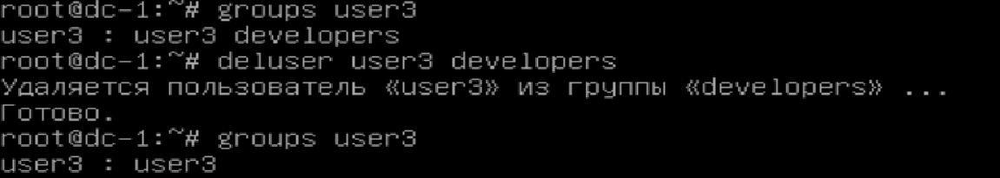 root@dc-1:~# groups user3
user3 : user3 developers
root@dc-1:~# deluser user3 developers
Удаляется пользователь «user3» из группы «developers» ...
Готово.
root@dc-1:~# groups user3
user3 : user3